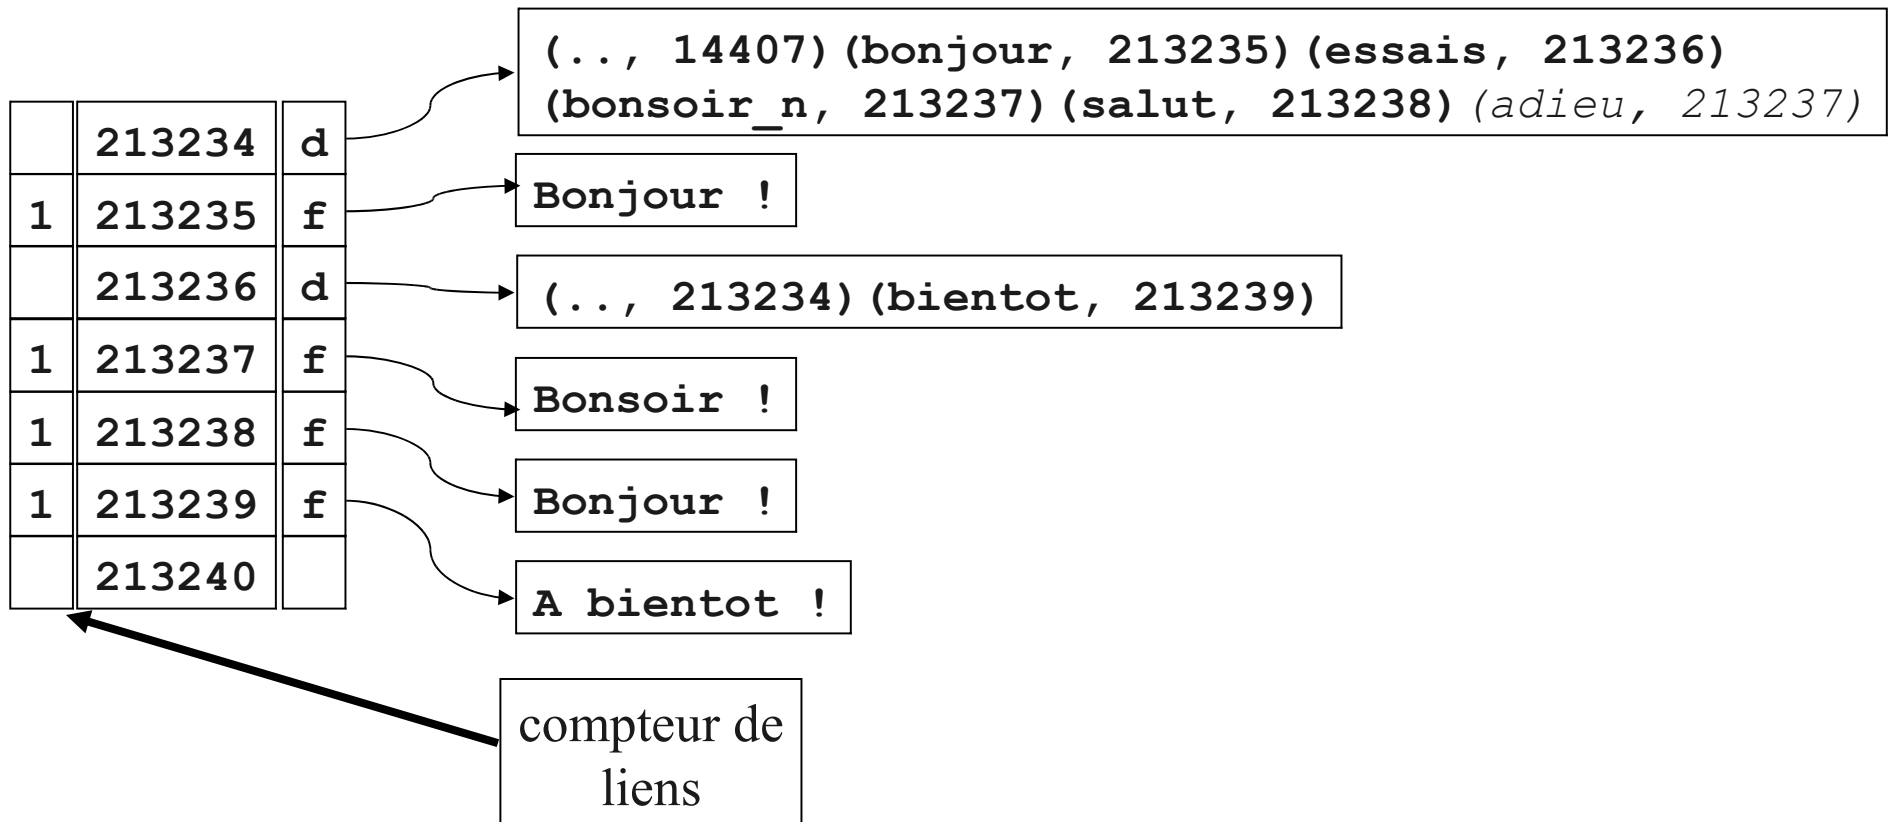 (.., 14407)(bonjour, 213235)(essais, 213236)
(bonsoir_n, 213237)(salut, 213238)(adieu, 213237)
213234 d
1 213235 f
Bonjour !
213236 d
(.., 213234)(bientot, 213239)
1 213237 f
Bonsoir !
1 213238 f
Bonjour !
1 213239 f
A bientot !
213240
compteur de
liens